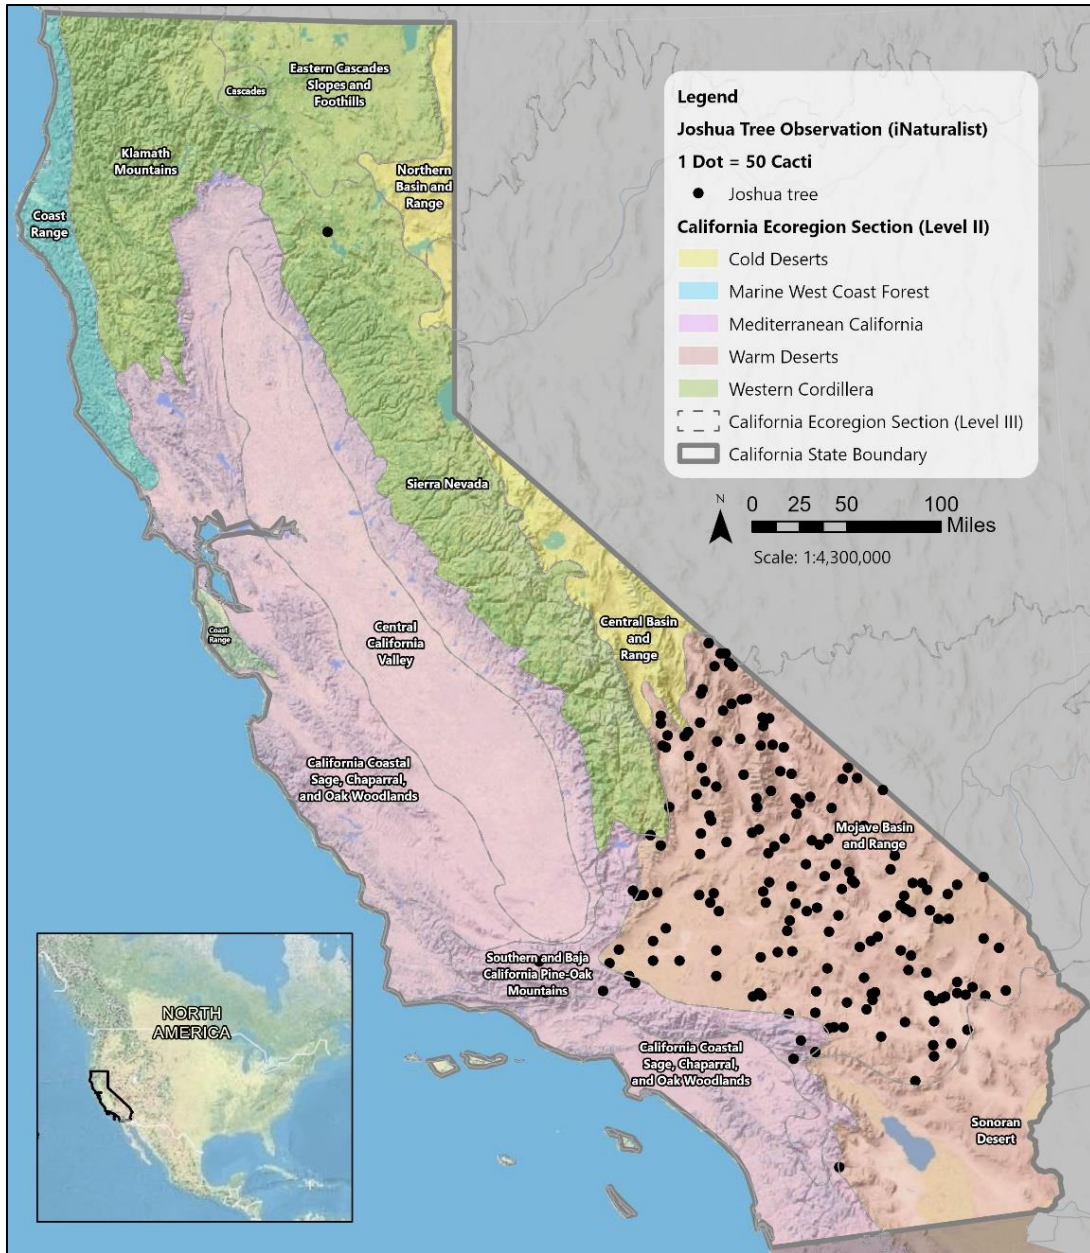 Eastern Cascades
Slopes and
Foothills
Cascades
Klamath
Mountains
Northern
Basin and
Range
Coast
Range
Sierra Nevada
Central Basin
and
Range
Coast
Range
Central
California
Valley
California Coastal
Sage, Chaparral,
and Oak Woodlands
Mojave Basin
and Range
Southern and Baja
California Pine-Oak
Mountains
California Coastal
Sage, Chaparral,
and Oak Woodlands
Sonoran
Desert
Legend
Joshua Tree Observation (iNaturalist)
1 Dot = 50 Cacti
Joshua tree
California Ecoregion Section (Level II)
Cold Deserts
Marine West Coast Forest
Mediterranean California
Warm Deserts
Western Cordillera
California Ecoregion Section (Level III)
California State Boundary
N
0 25 50 100
Miles
Scale: 1:4,300,000
NORTH
AMERICA